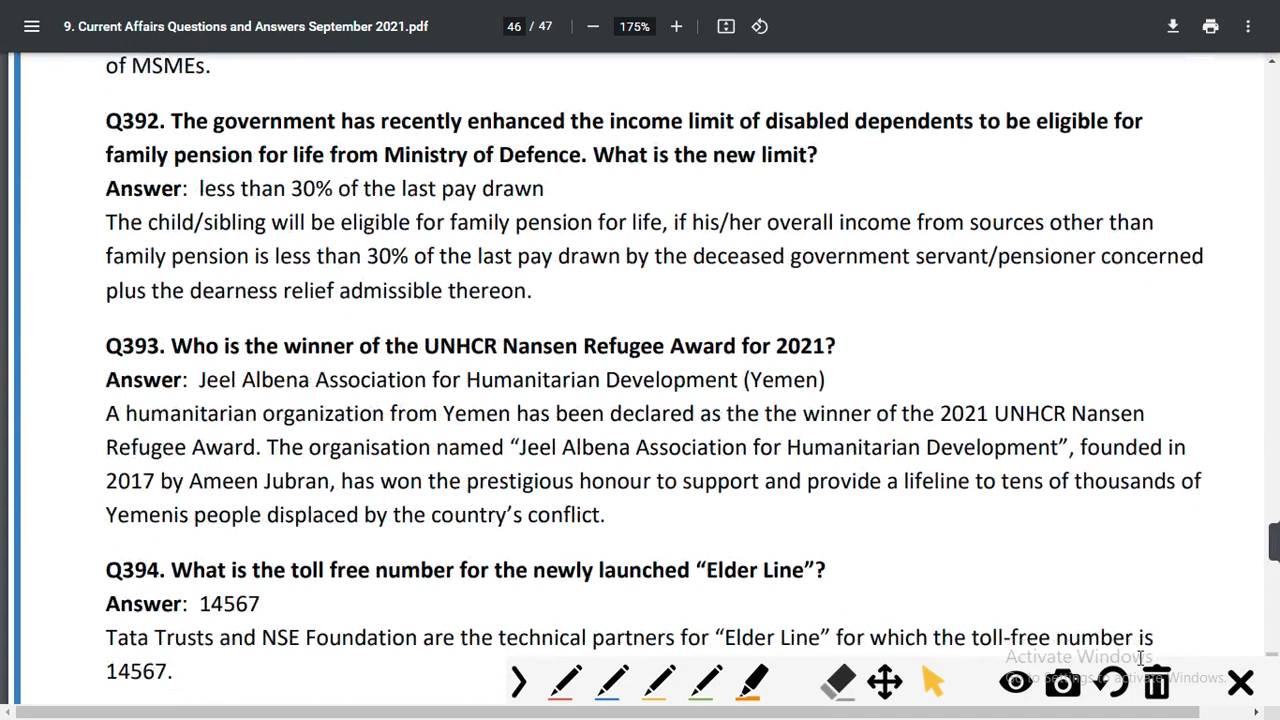 9. Current Affairs Questions and Answers September 2021.pdf
46 / 47
175%
of MSMEs.
Q392. The government has recently enhanced the income limit of disabled dependents to be eligible for
family pension for life from Ministry of Defence. What is the new limit?
Answer: less than 30% of the last pay drawn
The child/sibling will be eligible for family pension for life, if his/her overall income from sources other than
family pension is less than 30% of the last pay drawn by the deceased government servant/pensioner concerned
plus the dearness relief admissible thereon.
Q393. Who is the winner of the UNHCR Nansen Refugee Award for 2021?
Answer: Jeel Albena Association for Humanitarian Development (Yemen)
A humanitarian organization from Yemen has been declared as the the winner of the 2021 UNHCR Nansen
Refugee Award. The organisation named “Jeel Albena Association for Humanitarian Development”, founded in
2017 by Ameen Jubran, has won the prestigious honour to support and provide a lifeline to tens of thousands of
Yemenis people displaced by the country’s conflict.
Q394. What is the toll free number for the newly launched “Elder Line”?
Answer: 14567
Tata Trusts and NSE Foundation are the technical partners for “Elder Line” for which the toll-free number is
14567.
Activate Windows
Go to Settings to activate Windows.